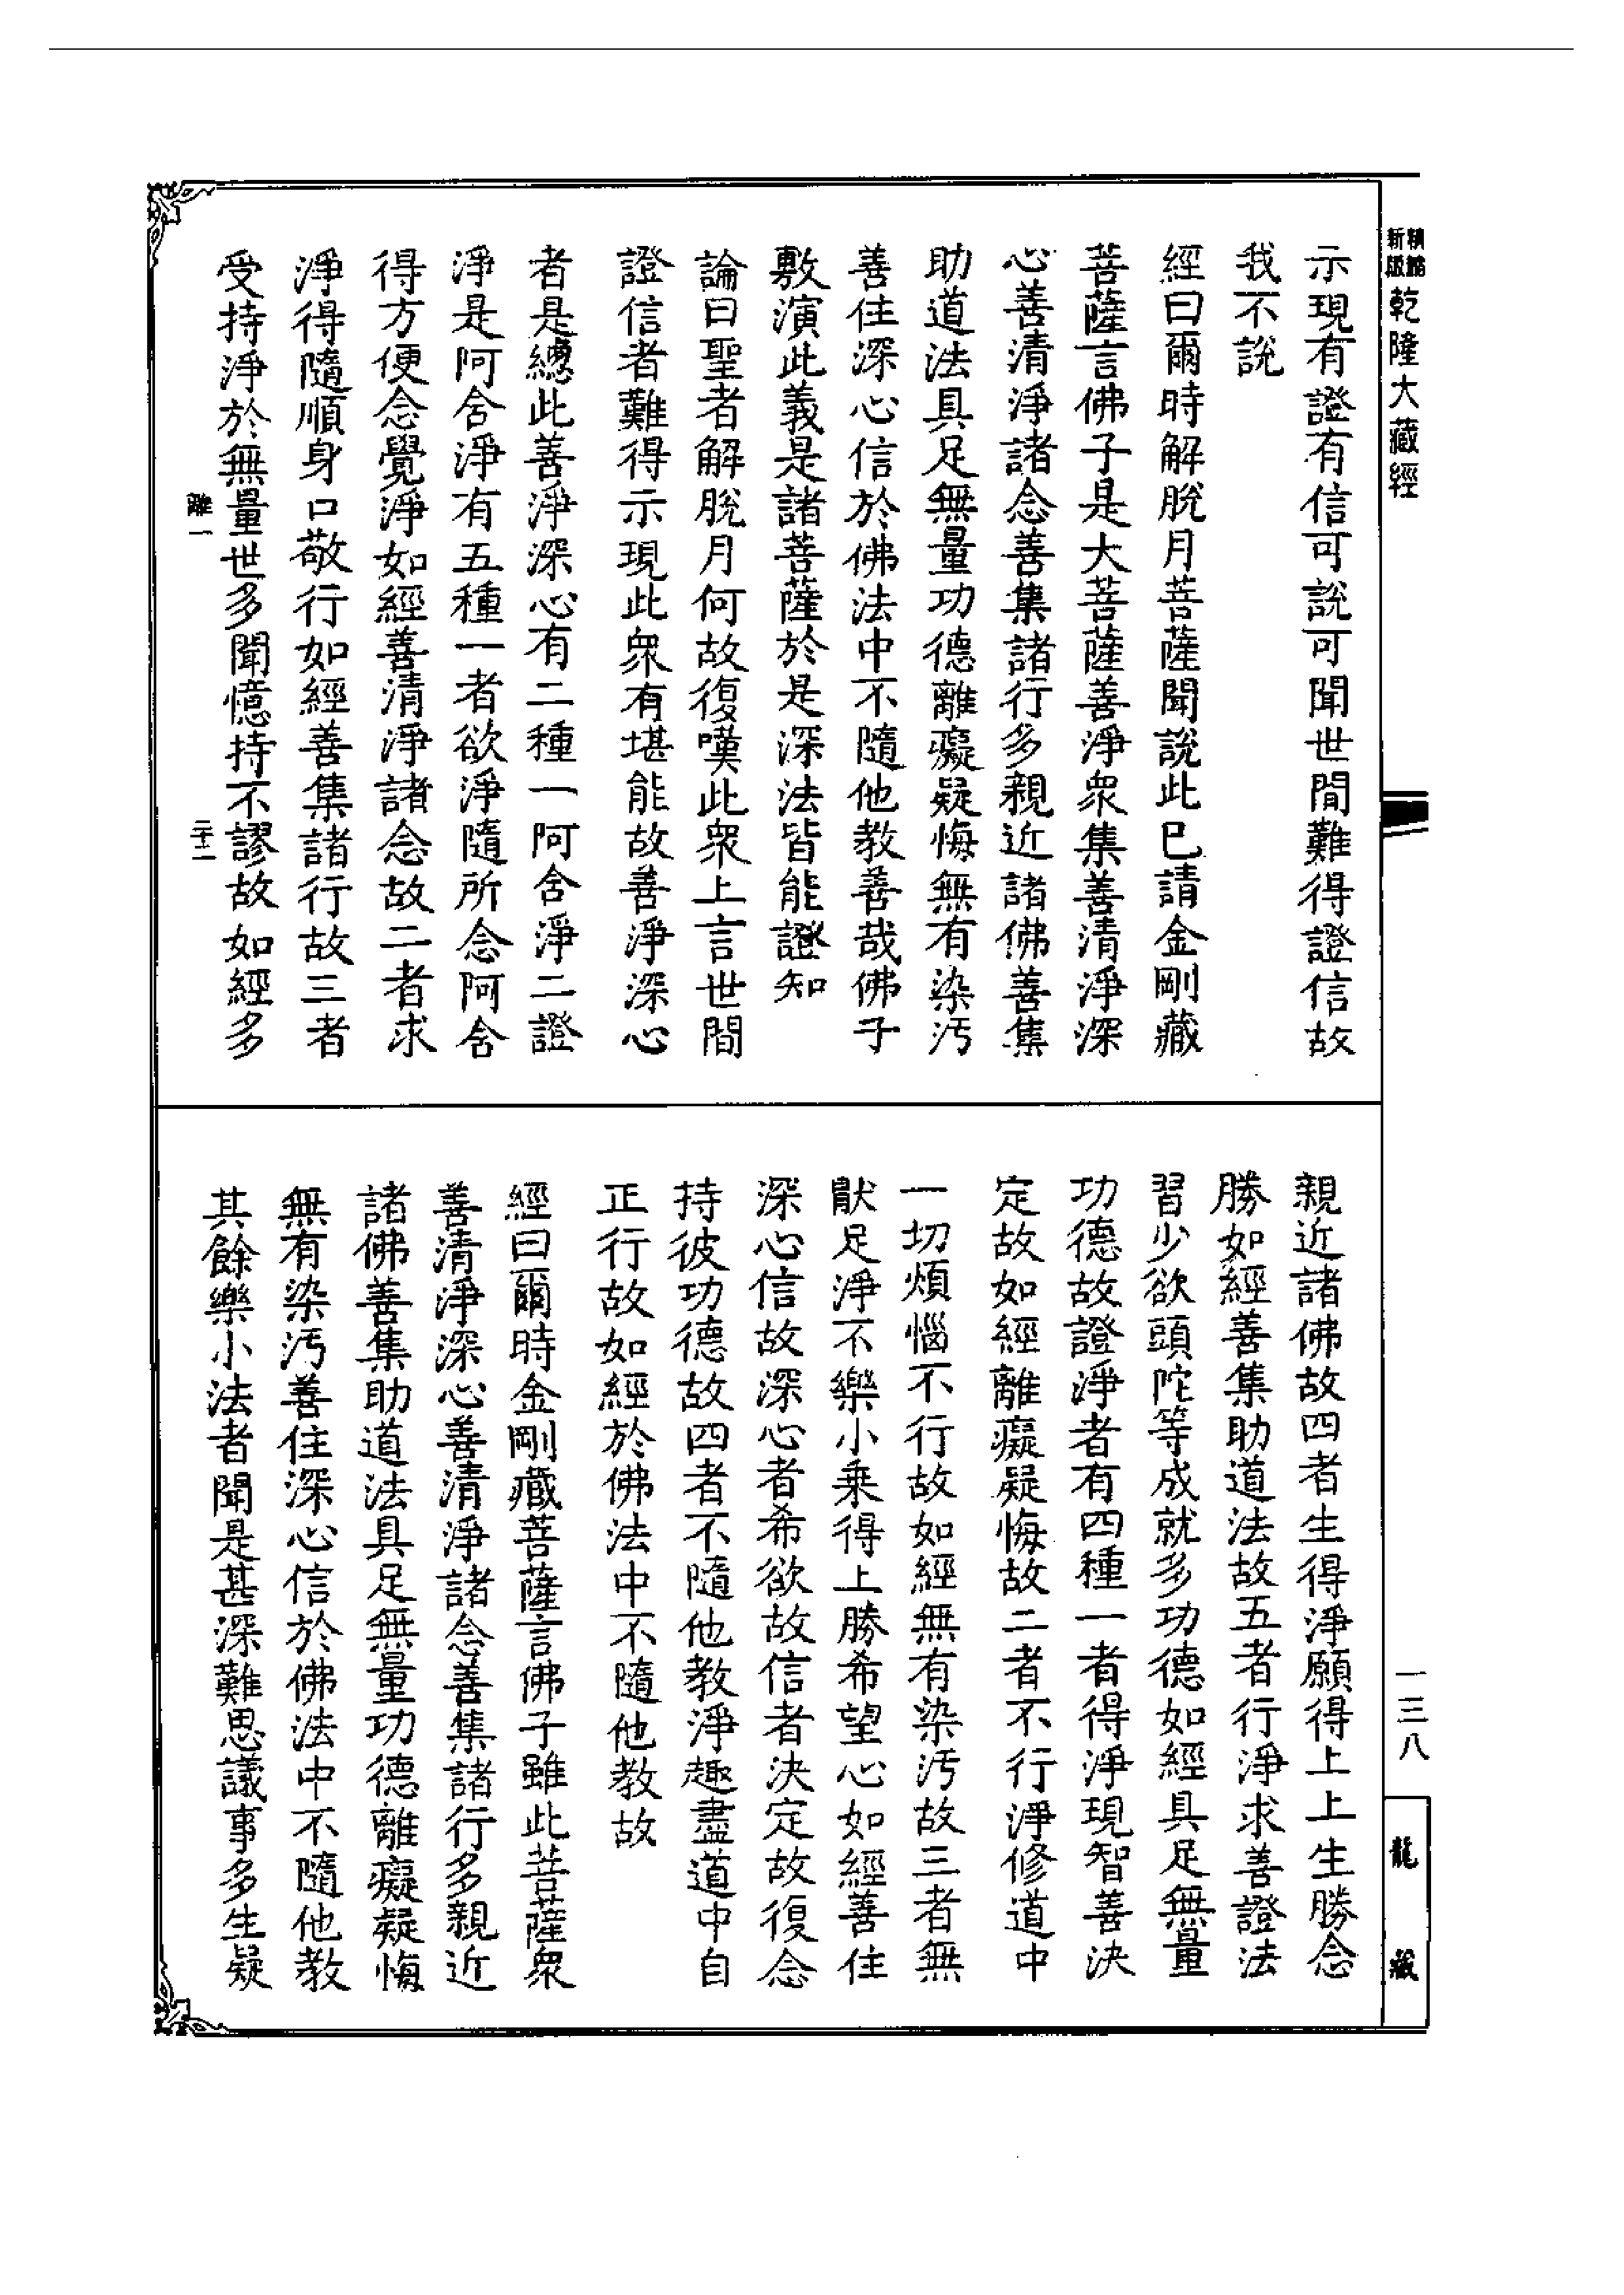 新編
縮版
乾隆大藏經
示現有證有信可說可聞世間難得證信故
我不說
經曰爾時解脫月菩薩聞說此已請金剛藏
菩薩言佛子是大菩薩善淨眾集善清淨深
心善清淨諸念善集諸行多親近諸佛善集
助道法具足無量功德離癡疑悔無有染汚
善住深心信於佛法中不隨他教善哉佛子
敷演此義是諸菩薩於是深法皆能證知
論曰聖者解脫月何故復嘆此眾上言世間
證信者難得示現此眾有堪能故善淨深心
者是總此善淨深心有二種一阿含淨二證
淨是阿含淨有五種一者欲淨隨所念阿含
得方便念覺淨如經善清淨諸念故二者求
淨得隨順身口敬行如經善集諸行故三者
受持淨於無量世多聞憶持不謬故如經多
離一
二十二
親近諸佛故四者生得淨願得上上生勝念
勝如經善集助道法故五者行淨求善證法
習少欲頭陀等成就多功德如經具足無量
功德故證淨者有四種一者得淨現智善決
定故如經離癡疑悔故二者不行淨修道中
一切煩惱不行故如經無有染汚故三者無
猒足淨不樂小乘得上勝希望心如經善住
深心信故深心者希欲故信者決定故復念
持彼功德故四者不隨他教淨趣盡道中自
正行故如經於佛法中不隨他教故
經曰爾時金剛藏菩薩言佛子雖此菩薩眾
善清淨深心善清淨諸念善集諸行多親近
諸佛善集助道法具足無量功德離癡疑悔
無有染汚善住深心信於佛法中不隨他教
其餘樂小法者聞是甚深難思議事多生疑
一三八
龍藏